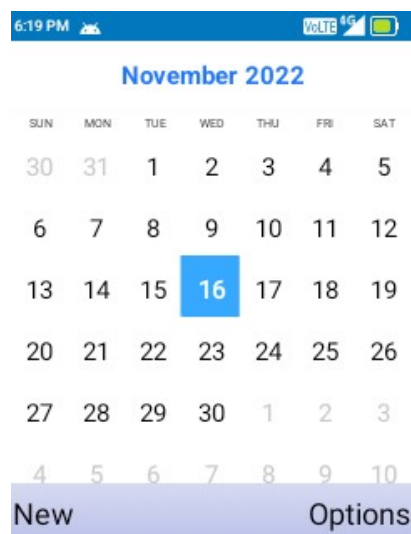 6:19 PM VoLTE 4G
November 2022
SUN MON TUE WED THU FRI SAT
30 31 1 2 3 4 5
6 7 8 9 10 11 12
13 14 15 16 17 18 19
20 21 22 23 24 25 26
27 28 29 30 1 2 3
4 5 6 7 8 9 10
New Options